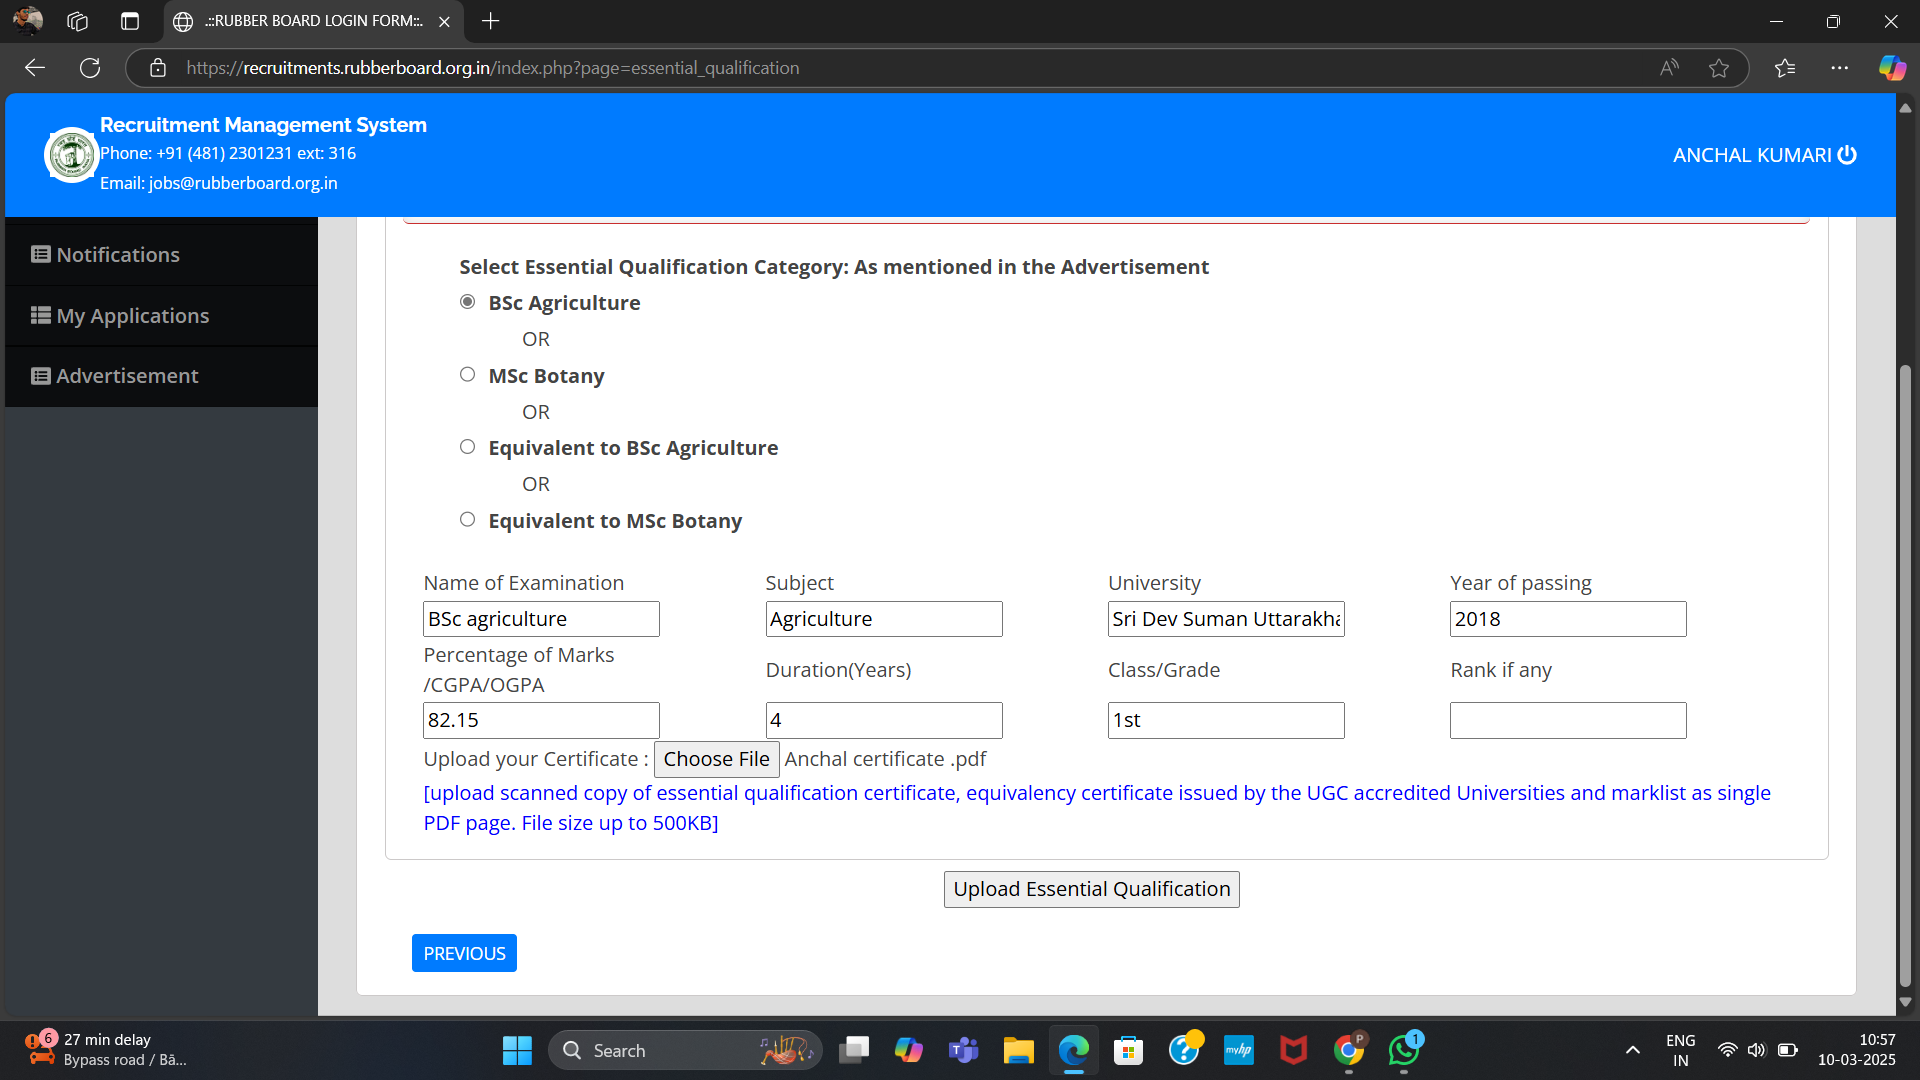 .::RUBBER BOARD LOGIN FORM::.
https://recruitments.rubberboard.org.in/index.php?page=essential_qualification
Recruitment Management System
Phone: +91 (481) 2301231 ext: 316
Email: jobs@rubberboard.org.in
ANCHAL KUMARI
Notifications
My Applications
Advertisement
Select Essential Qualification Category: As mentioned in the Advertisement
BSc Agriculture
OR
MSc Botany
OR
Equivalent to BSc Agriculture
OR
Equivalent to MSc Botany
Name of Examination Subject University Year of passing
BSc agriculture Agriculture Sri Dev Suman Uttarakha 2018
Percentage of Marks
/CGPA/OGPA Duration(Years) Class/Grade Rank if any
82.15 4 1st
Upload your Certificate : Choose File Anchal certificate .pdf
[upload scanned copy of essential qualification certificate, equivalency certificate issued by the UGC accredited Universities and marklist as single
PDF page. File size up to 500KB]
Upload Essential Qualification
PREVIOUS
6 27 min delay
Bypass road / Bā...
Search
myhp
P
1
ENG
IN
10:57
10-03-2025